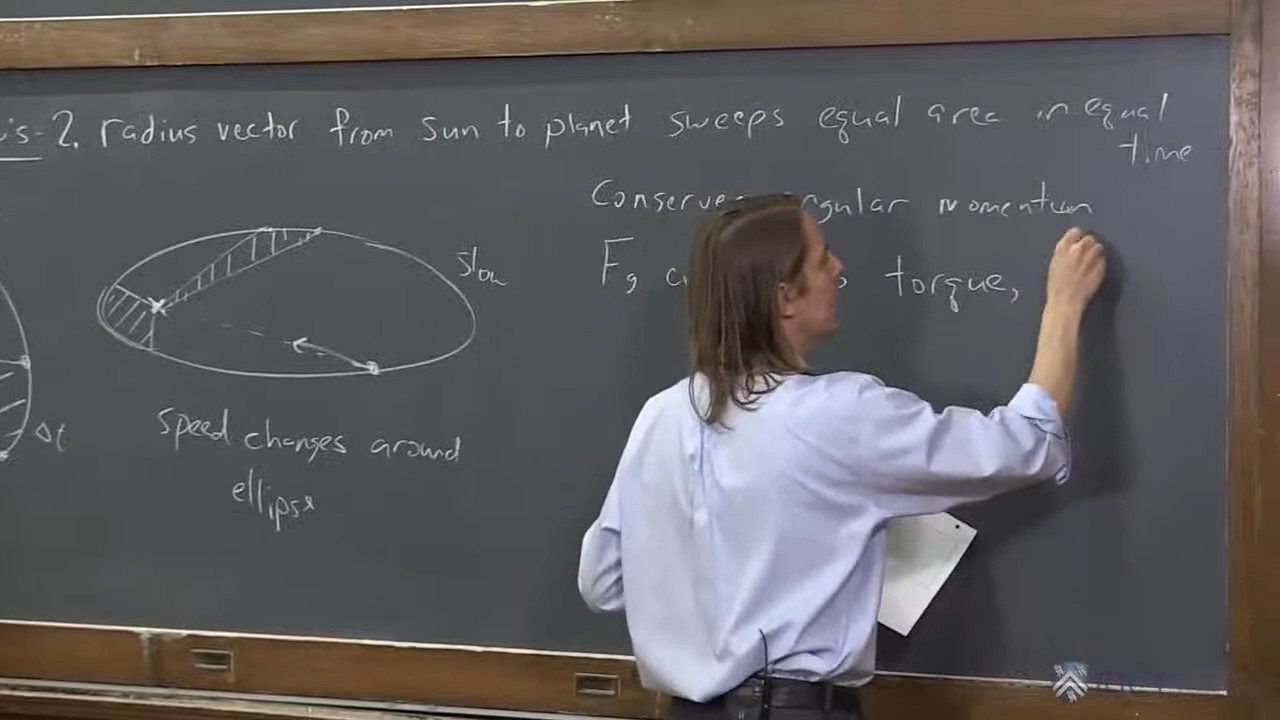 2. radius vector from Sun to planet sweeps equal area in equal
time
Conserve angular momentum
Fg torque,
slow
Δt
speed changes around
ellipse